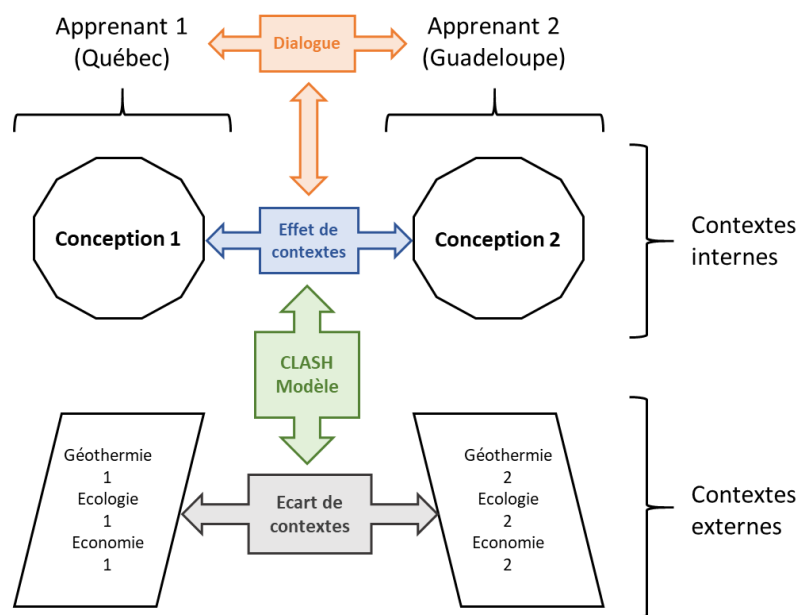 Apprenant 1
(Québec)
Dialogue
Apprenant 2
(Guadeloupe)
Conception 1
Effet de
contextes
Conception 2
Contextes
internes
CLASH
Modèle
Géothermie
1
Ecologie
1
Economie
1
Ecart de
contextes
Géothermie
2
Ecologie
2
Economie
2
Contextes
externes